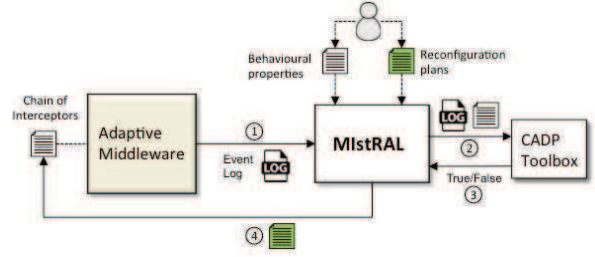 Behavioural
properties
Reconfiguration
plans
Chain of
Interceptors
Adaptive
Middleware
1
Event
Log
LOG
MIstRAL
LOG
2
CADP
Toolbox
True/False
3
4